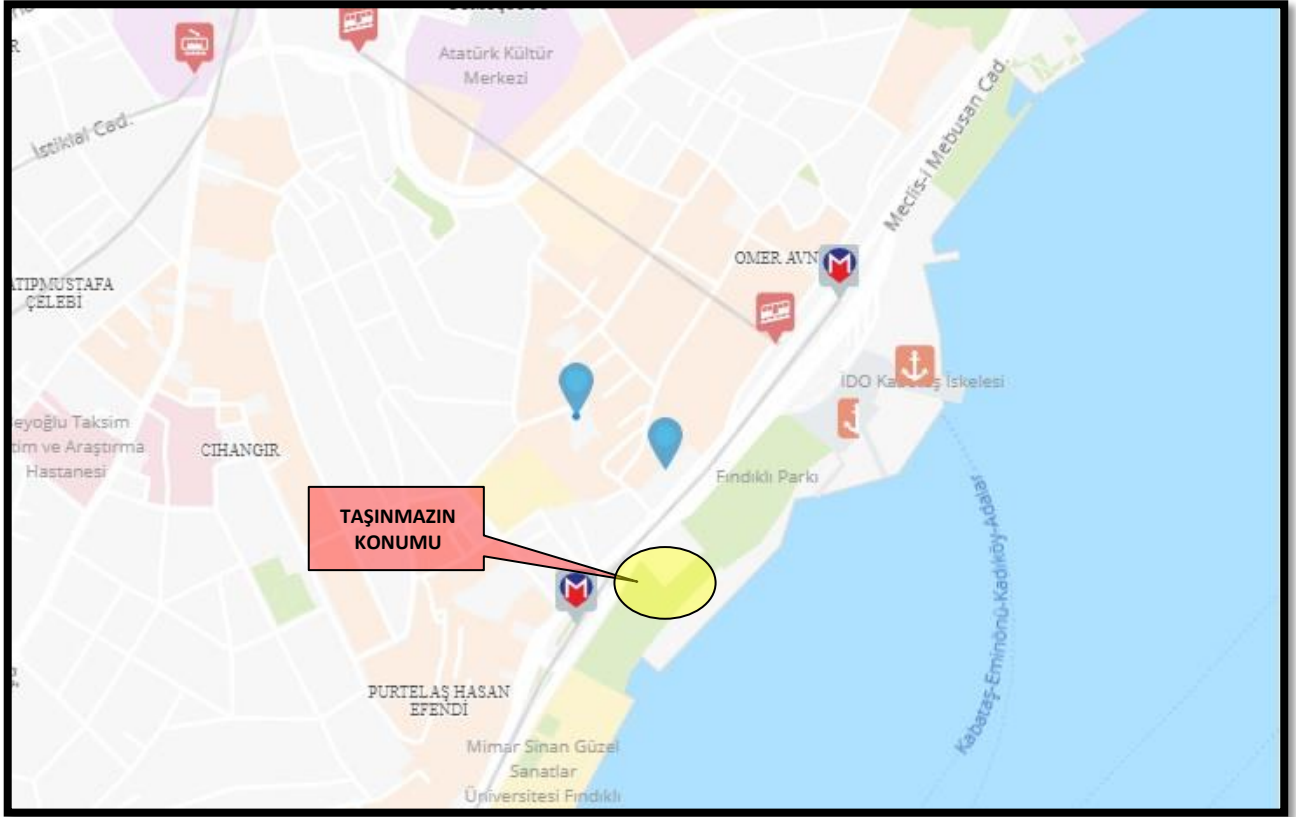 Atatürk Kültür
Merkezi
İstiklal Cad.
Meclis-i Mebusan Cad.
OMER AVN
ATIPMUSTAFA
ÇELEBİ
İDO Kabataş İskelesi
eyoğlu Taksim
tim ve Araştırma
Hastanesi
CIHANGIR
Fındıklı Parkı
TAŞINMAZIN
KONUMU
Kabataş-Eminönü-Kadıköy-Adalar
PURTELAŞ HASAN
EFENDİ
Mimar Sinan Güzel
Sanatlar
Üniversitesi Fındıklı